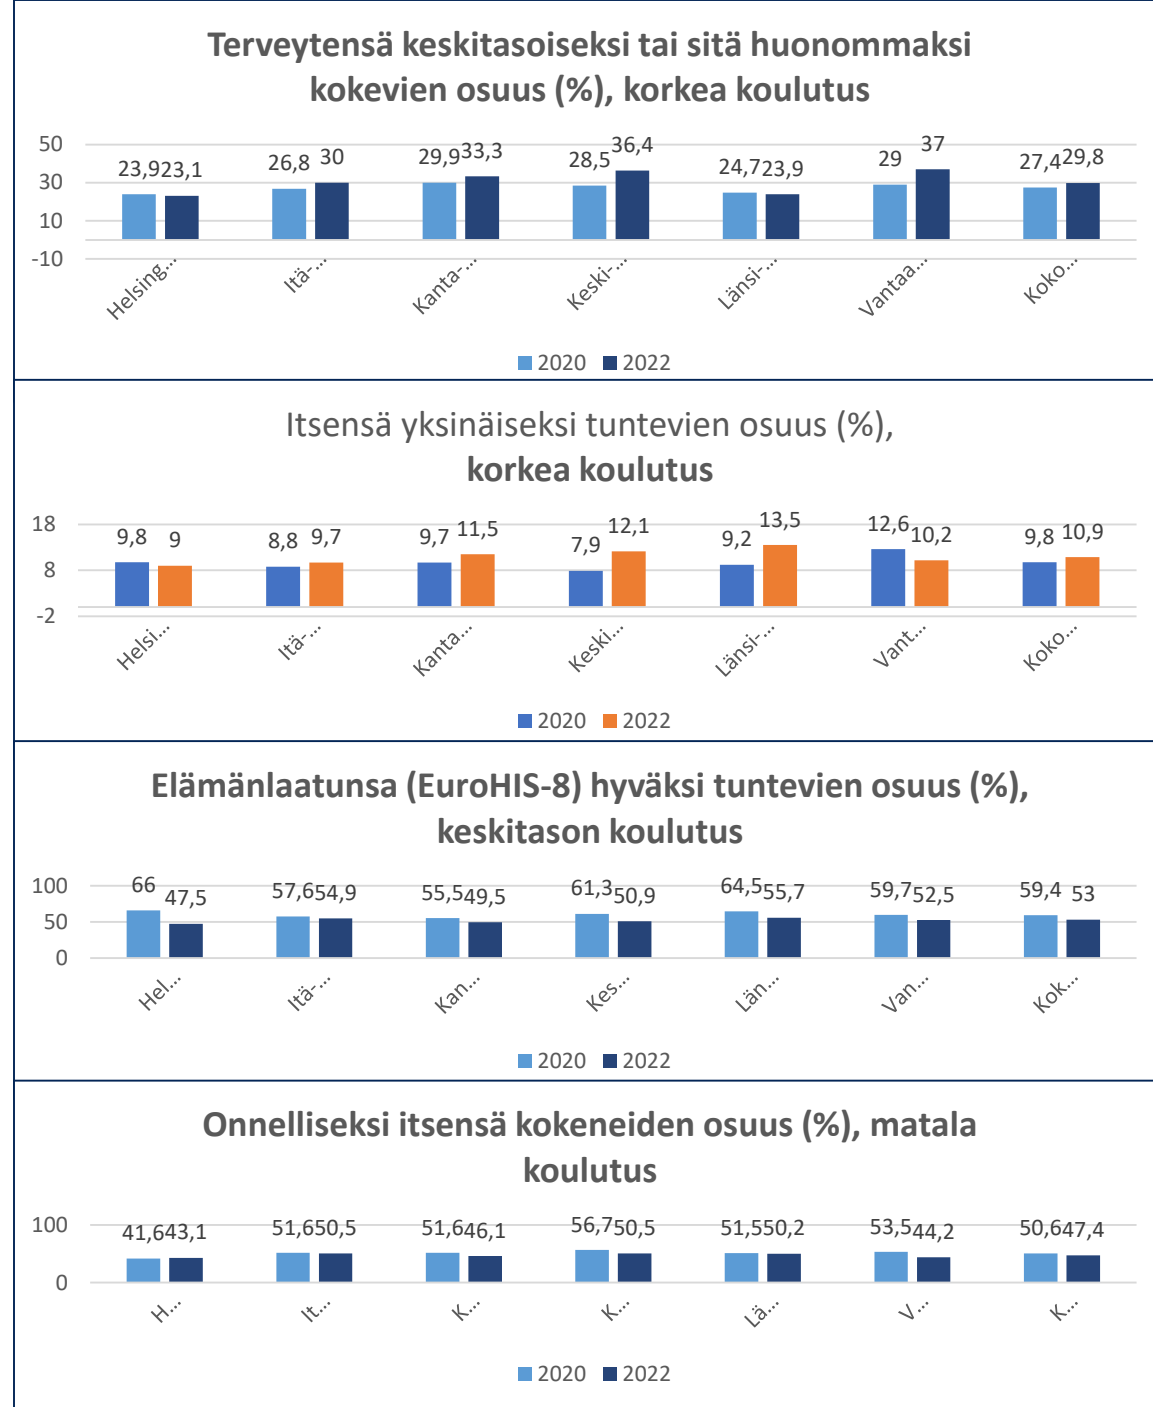 Terveytensä keskitasoiseksi tai sitä huonommaksi
kokevien osuus (%), korkea koulutus
50
30
10
-10
23,9 23,1 26,8 30 29,9 33,3 28,5 36,4 24,7 23,9 29 37 27,4 29,8
Helsing... Itä-... Kanta-... Keski-... Länsi-... Vantaa... Koko...
2020 2022
Itsensä yksinäiseksi tuntevien osuus (%),
korkea koulutus
18
8
-2
9,8 9 8,8 9,7 9,7 11,5 7,9 12,1 9,2 13,5 12,6 10,2 9,8 10,9
Helsi... Itä-... Kanta... Keski... Länsi-... Vant... Koko...
2020 2022
Elämänlaatunsa (EuroHIS-8) hyväksi tuntevien osuus (%),
keskitason koulutus
100
50
0
66 47,5 57,6 54,9 55,5 49,5 61,3 50,9 64,5 55,7 59,7 52,5 59,4 53
Hel... Itä-... Kan... Kes... Län... Van... Kok...
2020 2022
Onnelliseksi itsensä kokeneiden osuus (%), matala
koulutus
100
0
41,6 43,1 51,6 50,5 51,6 46,1 56,7 50,5 51,5 50,2 53,5 44,2 50,6 47,4
H... It... K... K... Lä... V... K...
2020 2022